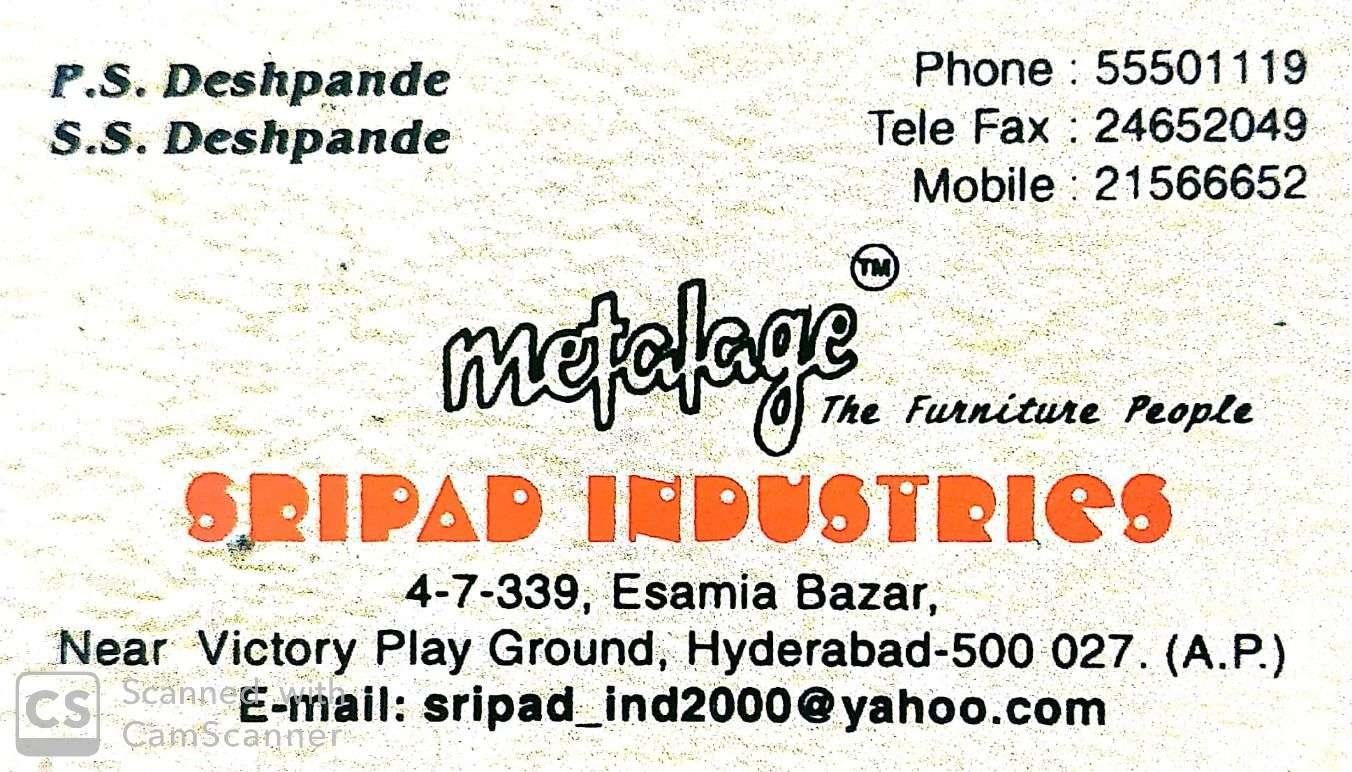 P.S. Deshpande
S.S. Deshpande
Phone : 55501119
Tele Fax : 24652049
Mobile : 21566652
metalage TM
The Furniture People
SRIPAD INDUSTRIES
4-7-339, Esamia Bazar,
Near Victory Play Ground, Hyderabad-500 027. (A.P.)
E-mail: sripad_ind2000@yahoo.com
CS Scanned with
CamScanner